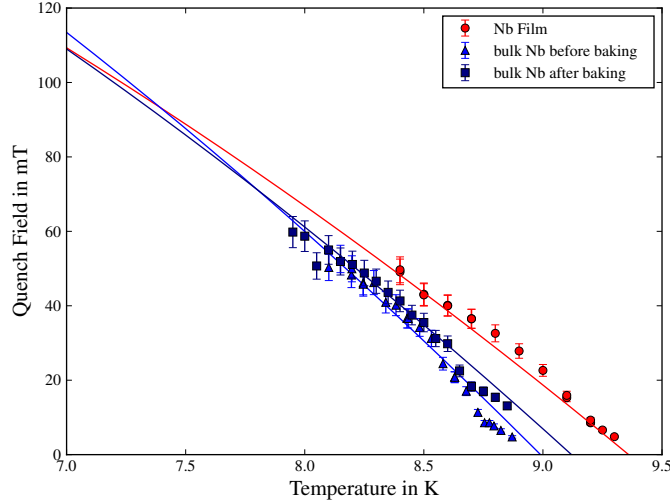 120
100
80
60
40
20
0
Quench Field in mT
7.0
7.5
8.0
8.5
9.0
9.5
Temperature in K
Nb Film
bulk Nb before baking
bulk Nb after baking